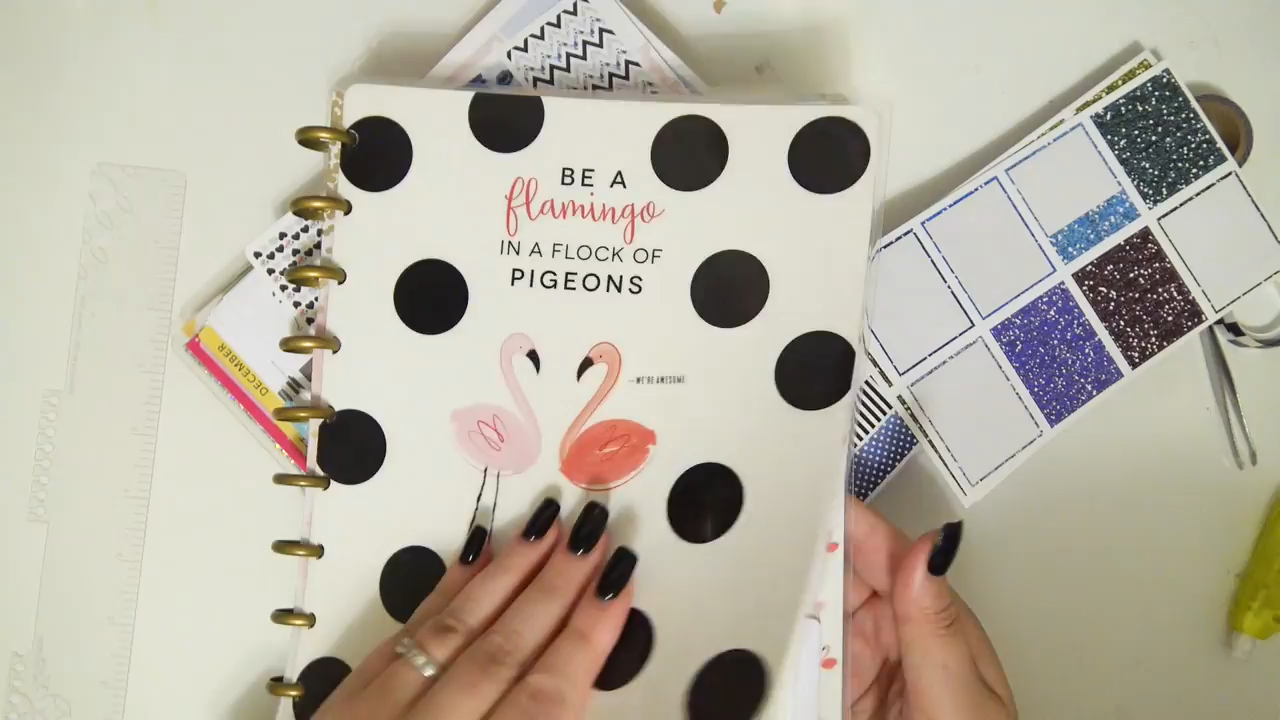 BE A
flamingo
IN A FLOCK OF
PIGEONS
—WE'RE AWESOME
DECEMBER